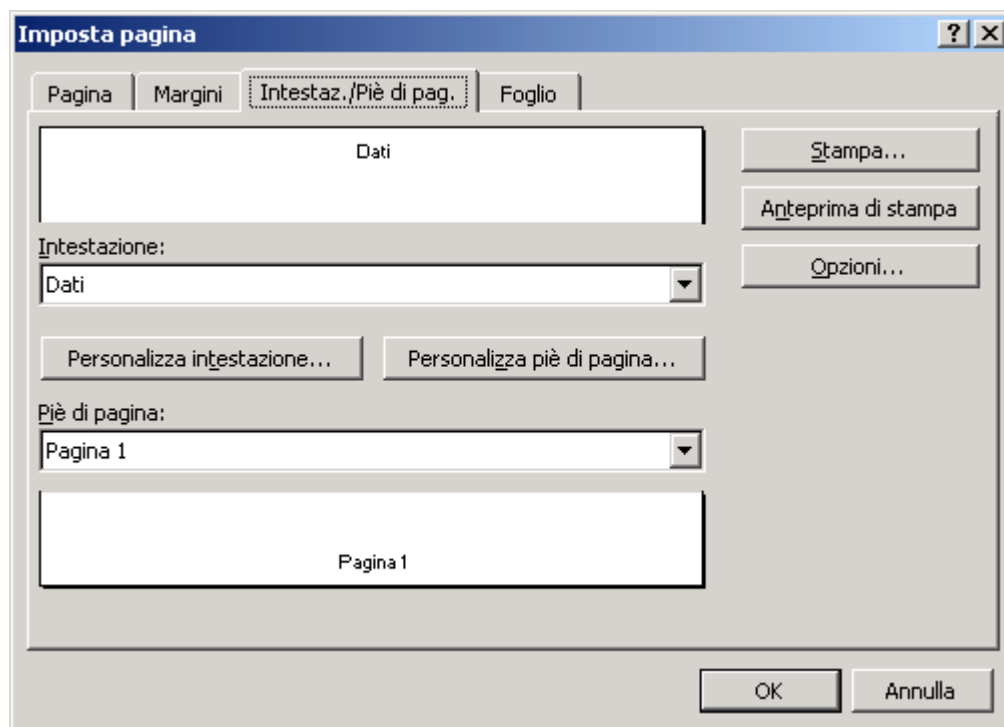 Imposta pagina
Pagina
Margini
Intestaz./Piè di pag.
Foglio
Dati
Stampa...
Anteprima di stampa
Opzioni...
Intestazione:
Dati
Personalizza intestazione...
Personalizza piè di pagina...
Piè di pagina:
Pagina 1
Pagina 1
OK
Annulla